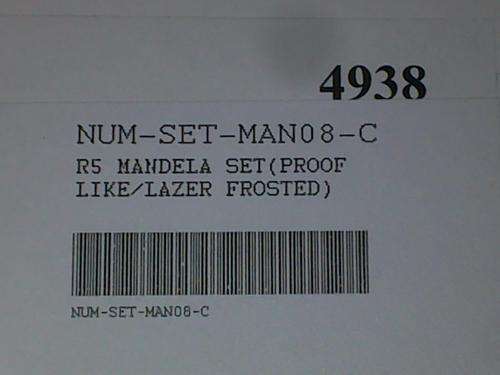 4938
NUM-SET-MAN08-C
R5 MANDELA SET(PROOF
LIKE/LAZER FROSTED)
NUM-SET-MAN08-C